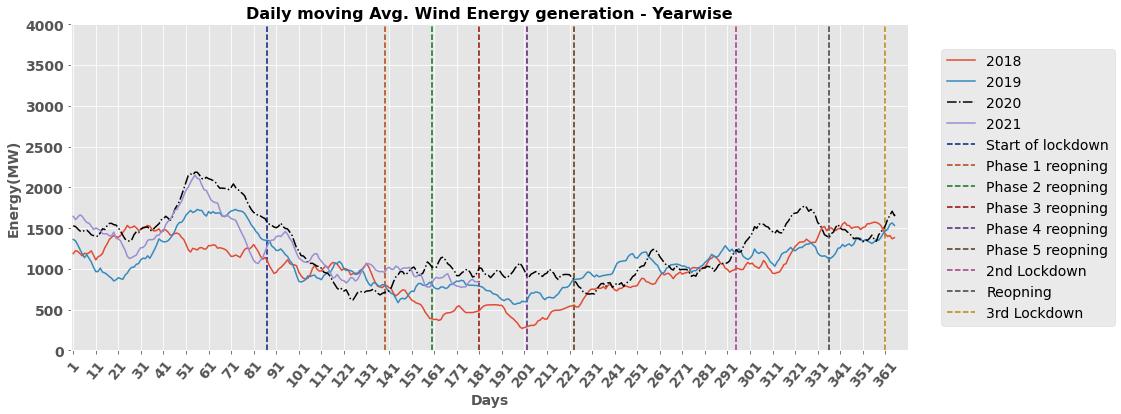 Daily moving Avg. Wind Energy generation - Yearwise
4000
3500
3000
2500
2000
1500
1000
500
0
Energy(MW)
1 11 21 31 41 51 61 71 81 91 101 111 121 131 141 151 161 171 181 191 201 211 221 231 241 251 261 271 281 291 301 311 321 331 341 351 361
Days
2018
2019
2020
2021
Start of lockdown
Phase 1 reopning
Phase 2 reopning
Phase 3 reopning
Phase 4 reopning
Phase 5 reopning
2nd Lockdown
Reopning
3rd Lockdown